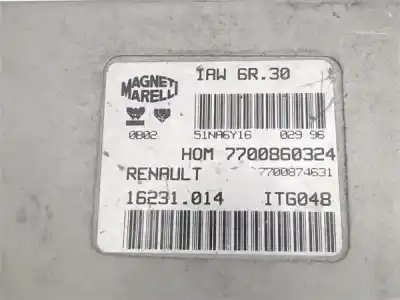 IAW 6R.30
MAGNETI
MARELLI
0B02 51NA6Y16 029 96
HOM 7700860324
RENAULT 7700874631
16231.014 ITG048